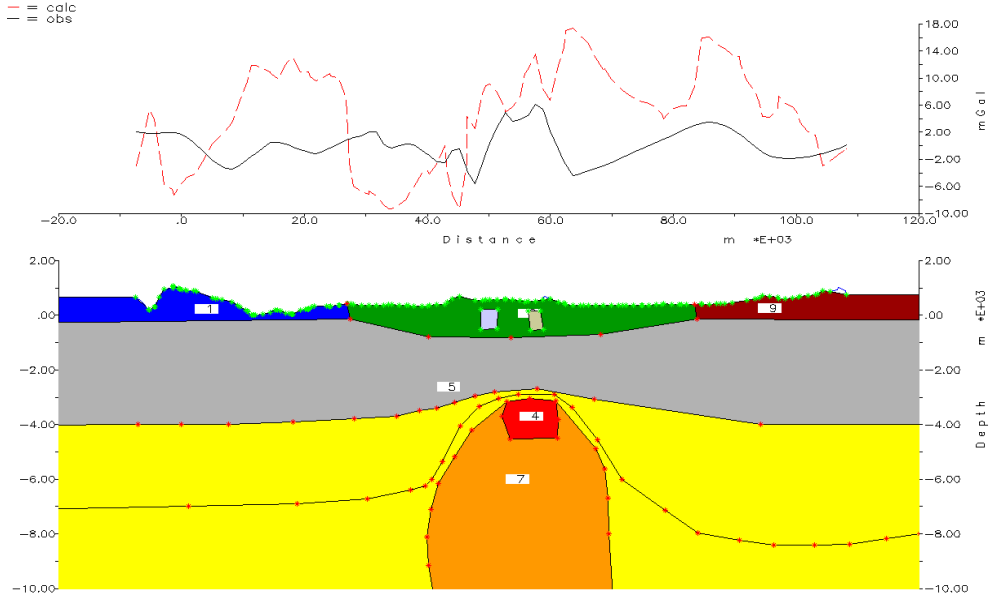 — = calc
— = obs
18.00
14.00
10.00
6.00
2.00
-2.00
-6.00
-10.00
mGal
-20.0 .0 20.0 40.0 60.0 80.0 100.0 120.0
Distance m *E+03
2.00 2.00
.00 1 9 .00
-2.00 5 -2.00
-4.00 4 -4.00
-6.00 7 -6.00
-8.00 -8.00
-10.00 -10.00
Depth m *E+03